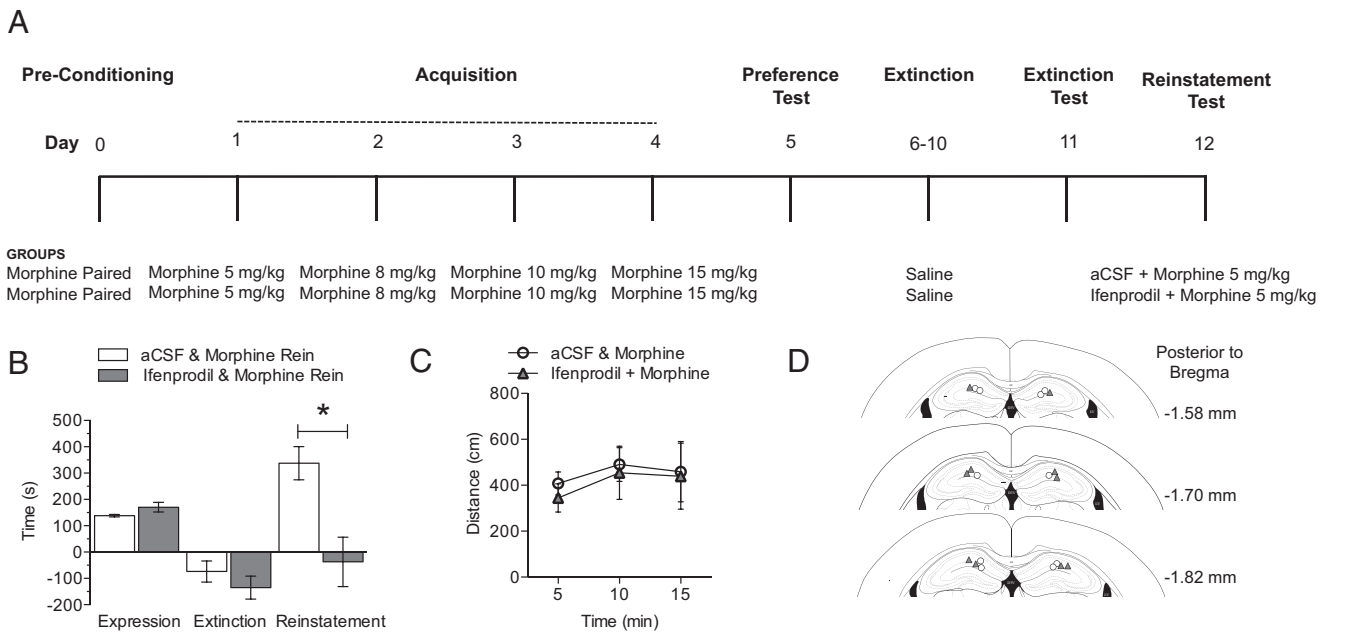 A
Pre-Conditioning Acquisition Preference Test Extinction Extinction Test Reinstatement Test
Day 0 1 2 3 4 5 6-10 11 12
GROUPS
Morphine Paired Morphine 5 mg/kg Morphine 8 mg/kg Morphine 10 mg/kg Morphine 15 mg/kg Saline aCSF + Morphine 5 mg/kg
Morphine Paired Morphine 5 mg/kg Morphine 8 mg/kg Morphine 10 mg/kg Morphine 15 mg/kg Saline Ifenprodil + Morphine 5 mg/kg
B
aCSF & Morphine Rein
Ifenprodil & Morphine Rein
*
Time (s)
500
400
300
200
100
0
-100
-200
Expression Extinction Reinstatement
C
aCSF & Morphine
Ifenprodil + Morphine
Distance (cm)
800
600
400
200
0
5 10 15
Time (min)
D
Posterior to
Bregma
-1.58 mm
-1.70 mm
-1.82 mm